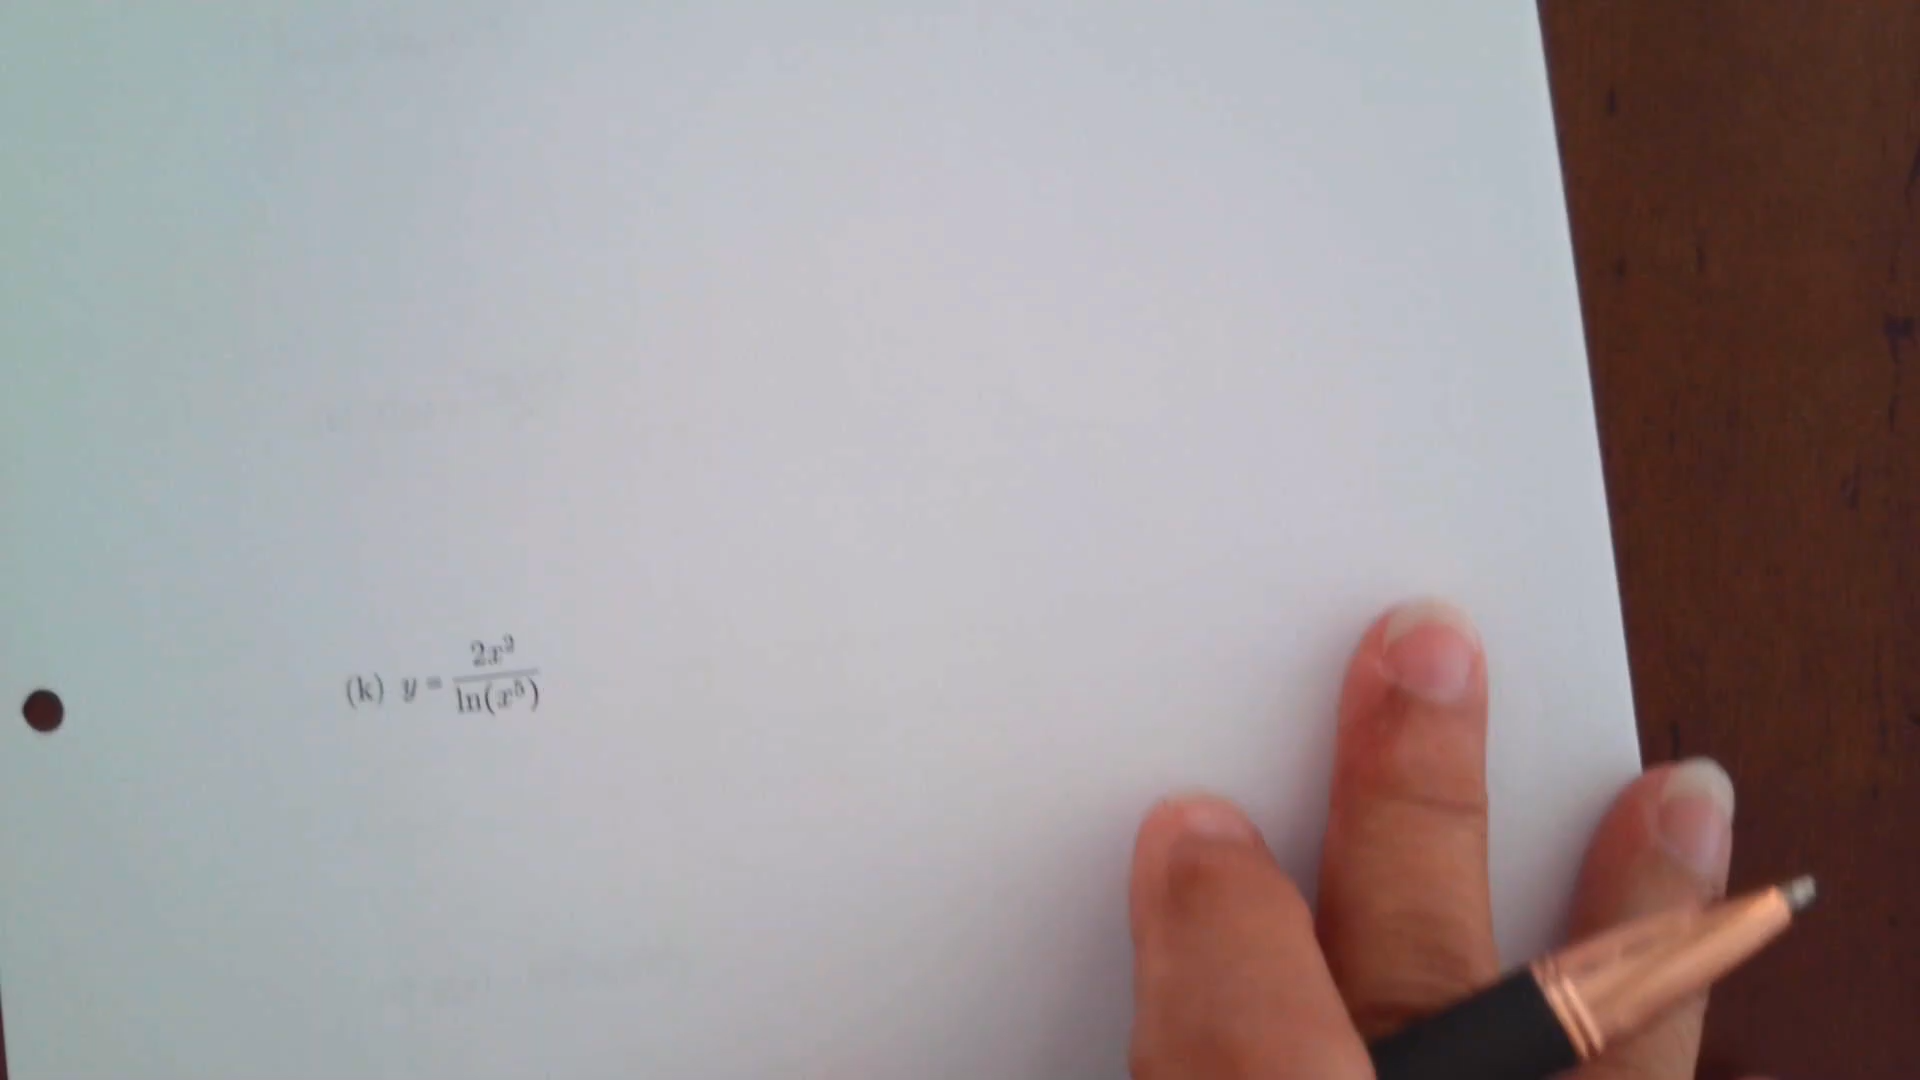 (k) y = 2x² / ln(x⁵)